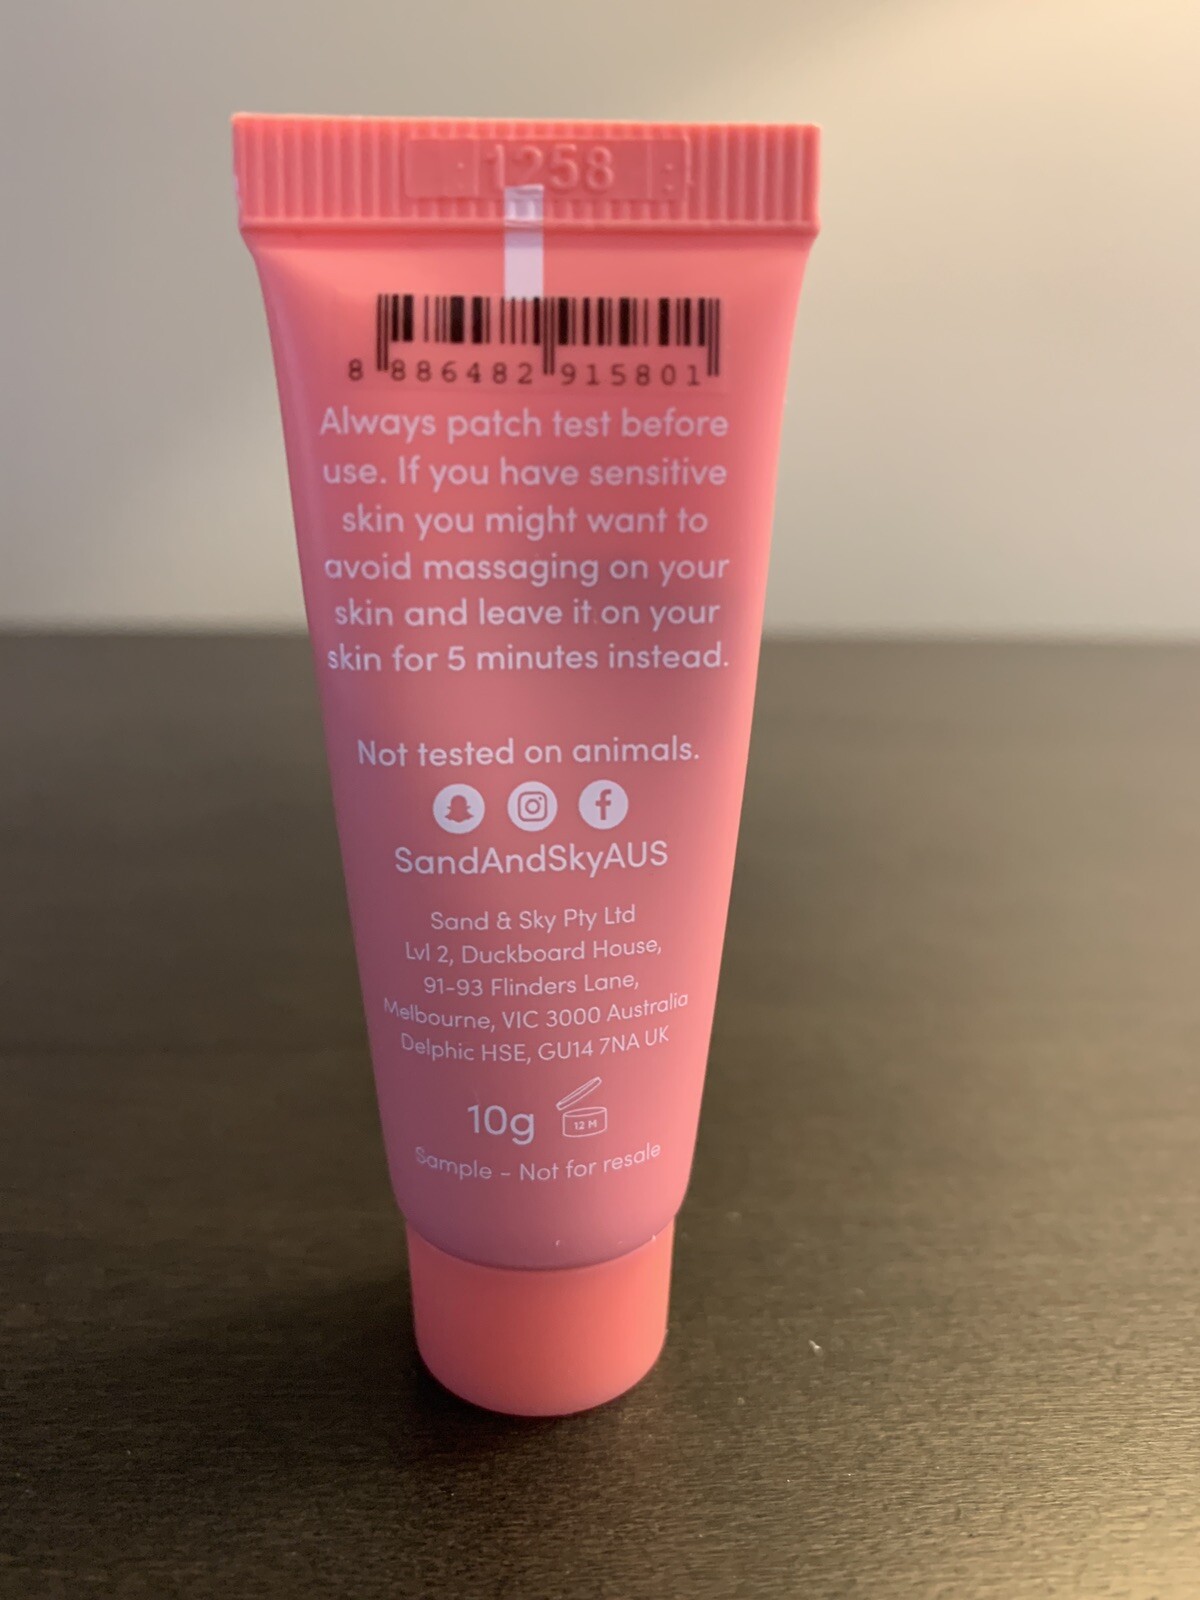 1258
8 886482 915801
Always patch test before
use. If you have sensitive
skin you might want to
avoid massaging on your
skin and leave it on your
skin for 5 minutes instead.
Not tested on animals.
SandAndSkyAUS
Sand & Sky Pty Ltd
Lvl 2, Duckboard House,
91-93 Flinders Lane,
Melbourne, VIC 3000 Australia
Delphic HSE, GU14 7NA UK
10g 12 M
Sample - Not for resale